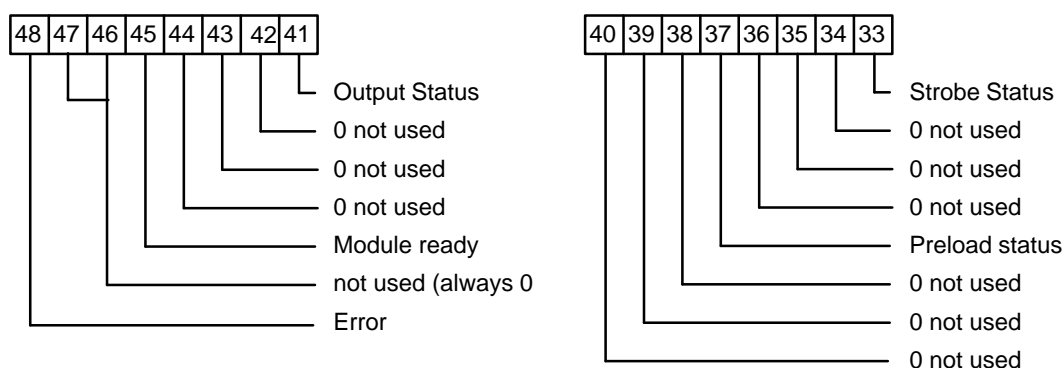 48 47 46 45 44 43 42 41
Output Status
0 not used
0 not used
0 not used
Module ready
not used (always 0
Error
40 39 38 37 36 35 34 33
Strobe Status
0 not used
0 not used
0 not used
Preload status
0 not used
0 not used
0 not used